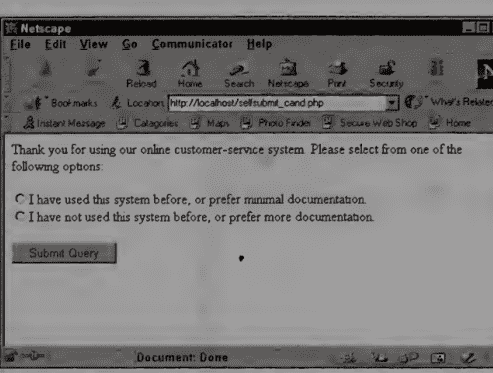 Netscape
File Edit View Go Communicator Help
Reload Home Search Netscape Print Security
Bookmarks Location: http://localhost/selfsubmit_cand.php What's Related
Instant Message Categories Maps Photo Finder Secure Web Shop Home
Thank you for using our online customer-service system. Please select from one of the
following options:
I have used this system before, or prefer minimal documentation.
I have not used this system before, or prefer more documentation.
Submit Query
Document: Done